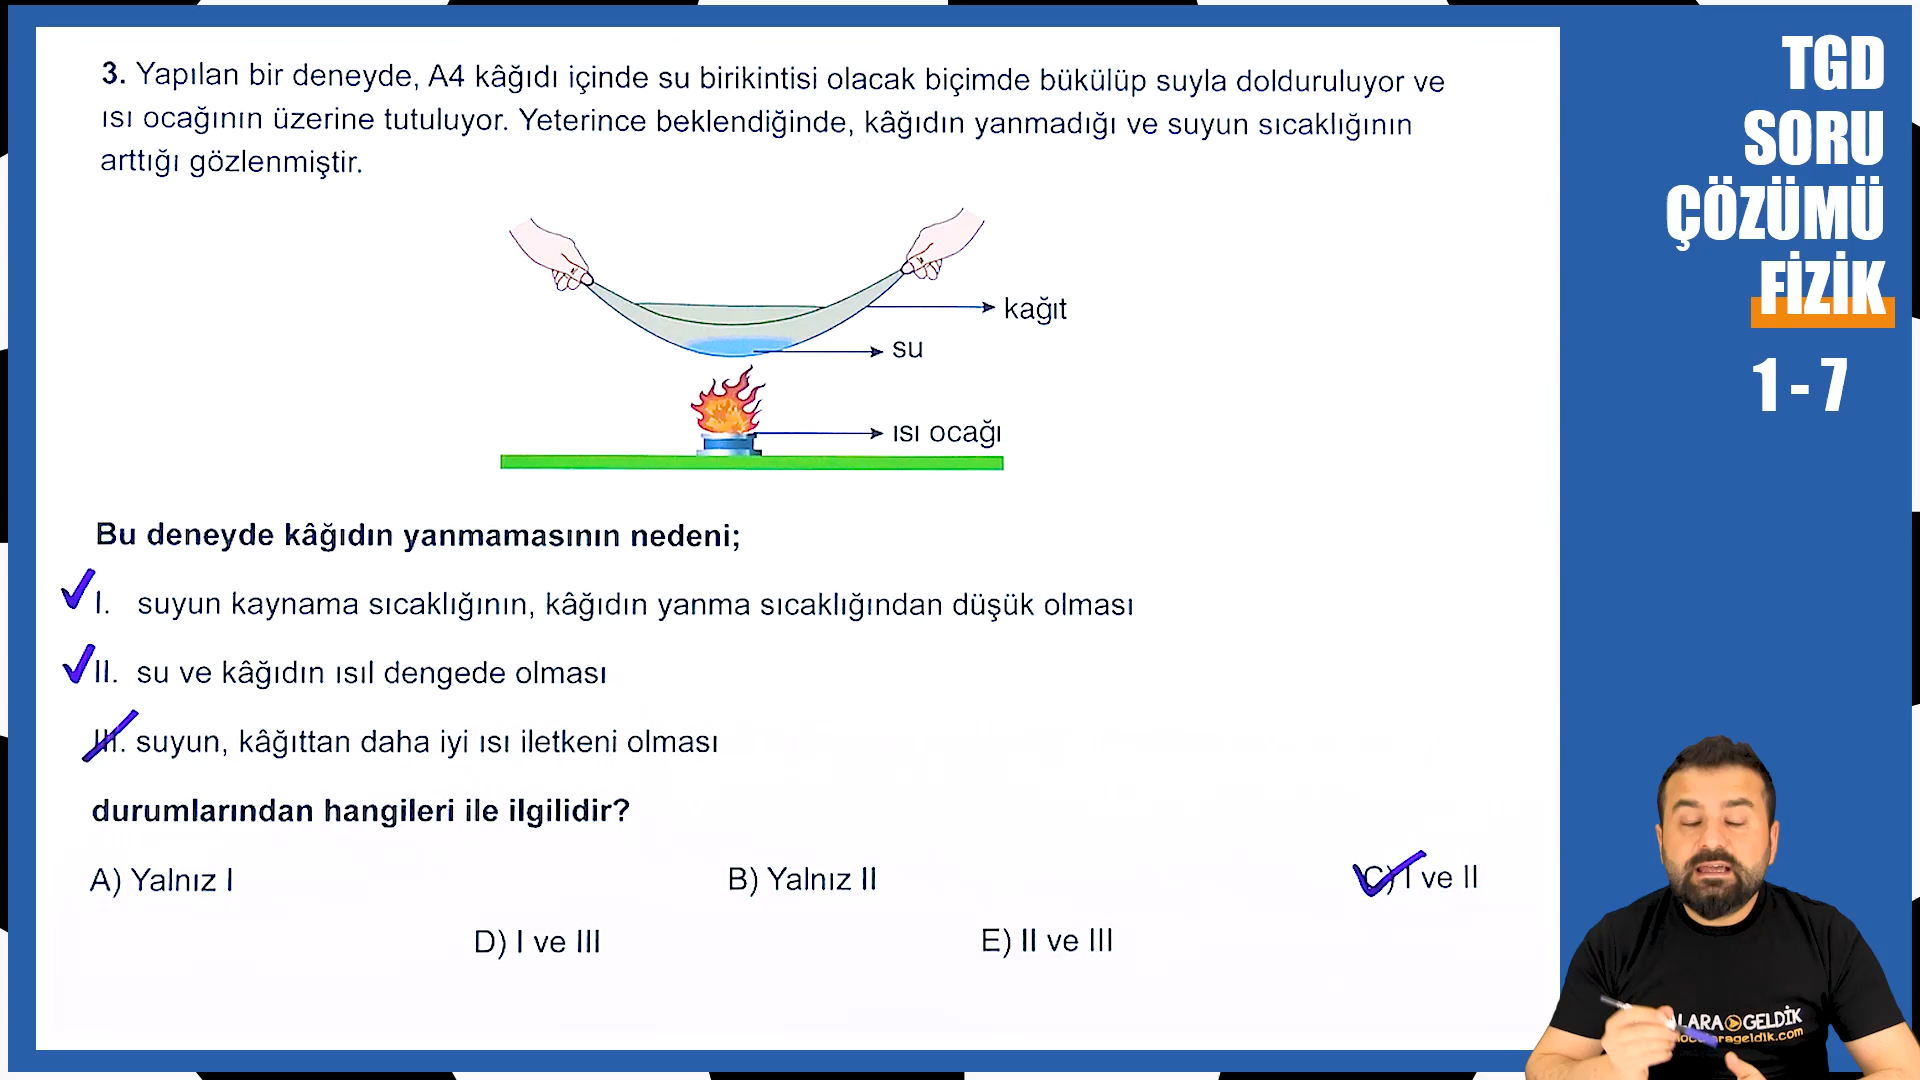 3. Yapılan bir deneyde, A4 kâğıdı içinde su birikintisi olacak biçimde bükülüp suyla dolduruluyor ve
ısı ocağının üzerine tutuluyor. Yeterince beklendiğinde, kâğıdın yanmadığı ve suyun sıcaklığının
arttığı gözlenmiştir.
kağıt
su
ısı ocağı
Bu deneyde kâğıdın yanmamasının nedeni;
I. suyun kaynama sıcaklığının, kâğıdın yanma sıcaklığından düşük olması
II. su ve kâğıdın ısıl dengede olması
III. suyun, kâğıttan daha iyi ısı iletkeni olması
durumlarından hangileri ile ilgilidir?
A) Yalnız I
B) Yalnız II
C) I ve II
D) I ve III
E) II ve III
TGD
SORU
ÇÖZÜMÜ
FİZİK
1 - 7
LARA GELDİK
rageldik.com